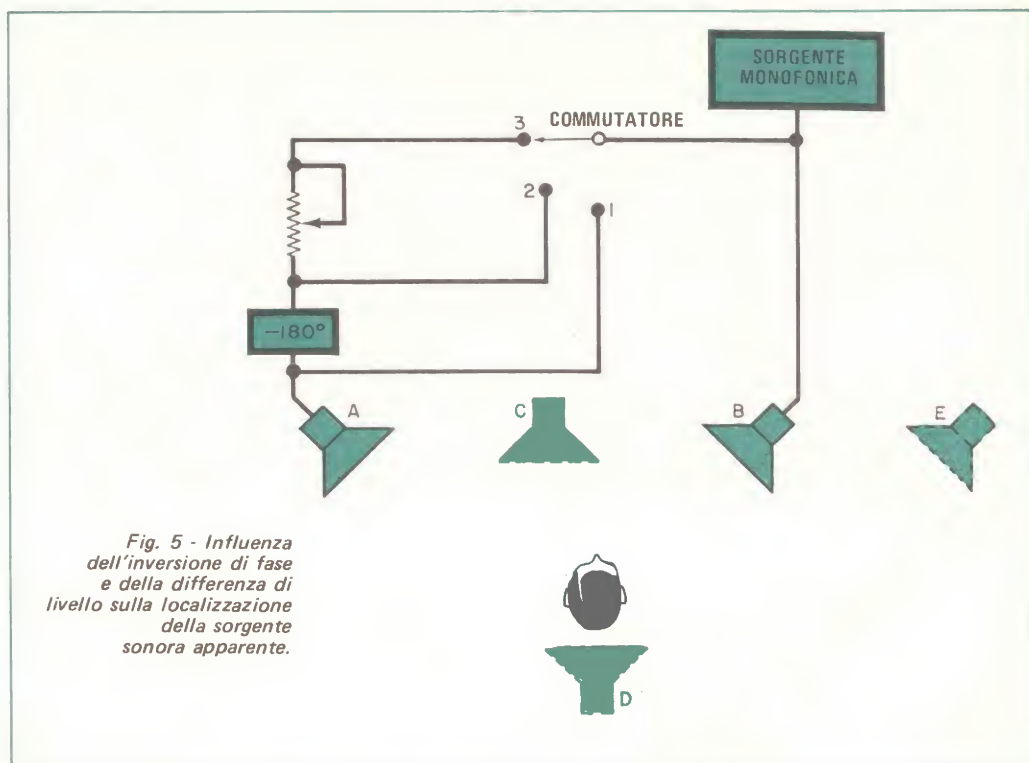 SORGENTE
MONOFONICA
COMMUTATORE
3
2
1
-180°
A
C
B
E
Fig. 5 - Influenza
dell'inversione di fase
e della differenza di
livello sulla localizzazione
della sorgente
sonora apparente.
D